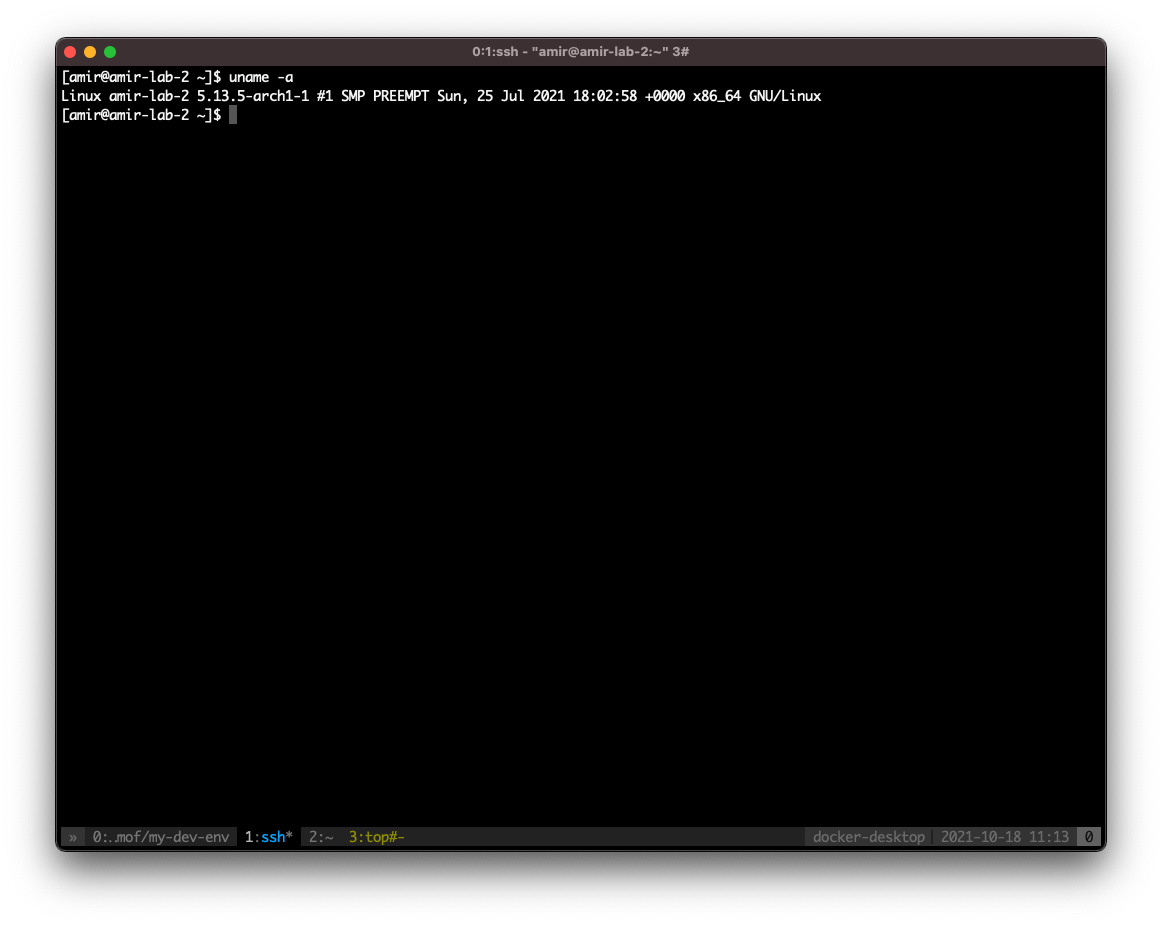 0:1:ssh - "amir@amir-lab-2:~" 3#
[amir@amir-lab-2 ~]$ uname -a
Linux amir-lab-2 5.13.5-arch1-1 #1 SMP PREEMPT Sun, 25 Jul 2021 18:02:58 +0000 x86_64 GNU/Linux
[amir@amir-lab-2 ~]$
» 0:‥mof/my-dev-env 1:ssh* 2:~ 3:top#- docker-desktop 2021-10-18 11:13 0